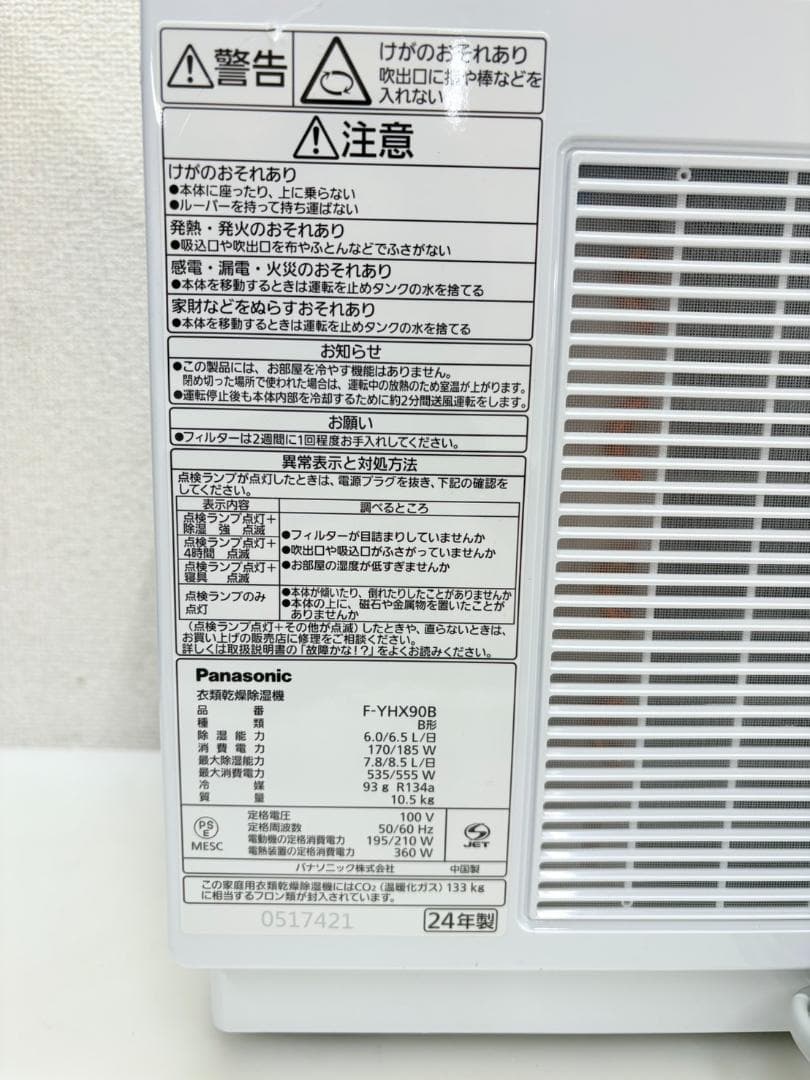 警告
けがのおそれあり
吹出口に指や棒などを
入れない
注意
けがのおそれあり
●本体に座ったり、上に乗らない
●ルーバーを持って持ち運ばない
発熱・発火のおそれあり
●吸込口や吹出口を布やふとんなどでふさがない
感電・漏電・火災のおそれあり
●本体を移動するときは運転を止めタンクの水を捨てる
家財などをぬらすおそれあり
●本体を移動するときは運転を止めタンクの水を捨てる
お知らせ
●この製品には、お部屋を冷やす機能はありません。
閉め切った場所で使われた場合は、運転中の放熱のため室温が上がります。
●運転停止後も本体内部を冷却するために約2分間送風運転をします。
お願い
●フィルターは2週間に1回程度お手入れしてください。
異常表示と対処方法
点検ランプが点灯したときは、電源プラグを抜き、下記の確認を
してください。
表示内容 調べるところ
点検ランプ点灯+
除湿 強 点滅
点検ランプ点灯+
4時間 点滅
点検ランプ点灯+
寝具 点滅
●フィルターが目詰まりしていませんか
●吹出口や吸込口がふさがっていませんか
●お部屋の湿度が低すぎませんか
点検ランプのみ
点灯
●本体が傾いたり、倒れたりしたことがありませんか
●本体の上に、磁石や金属物を置いたことが
ありませんか
(点検ランプ点灯+その他が点滅)したときや、直らないときは、
お買い上げの販売店に修理をご相談ください。
詳しくは取扱説明書の「故障かな!?」をよくお読みください。
Panasonic
衣類乾燥除湿機
品番 F-YHX90B
種類 B形
除湿能力 6.0/6.5 L/日
消費電力 170/185 W
最大除湿能力 7.8/8.5 L/日
最大消費電力 535/555 W
冷媒 93 g R134a
質量 10.5 kg
PS
E
MESC
定格電圧 100 V
定格周波数 50/60 Hz
電動機の定格消費電力 195/210 W
電熱装置の定格消費電力 360 W
S
JET
パナソニック株式会社 中国製
この家庭用衣類乾燥除湿機にはCO₂(温暖化ガス)133 kg
に相当するフロン類が封入されています。
0517421 24年製